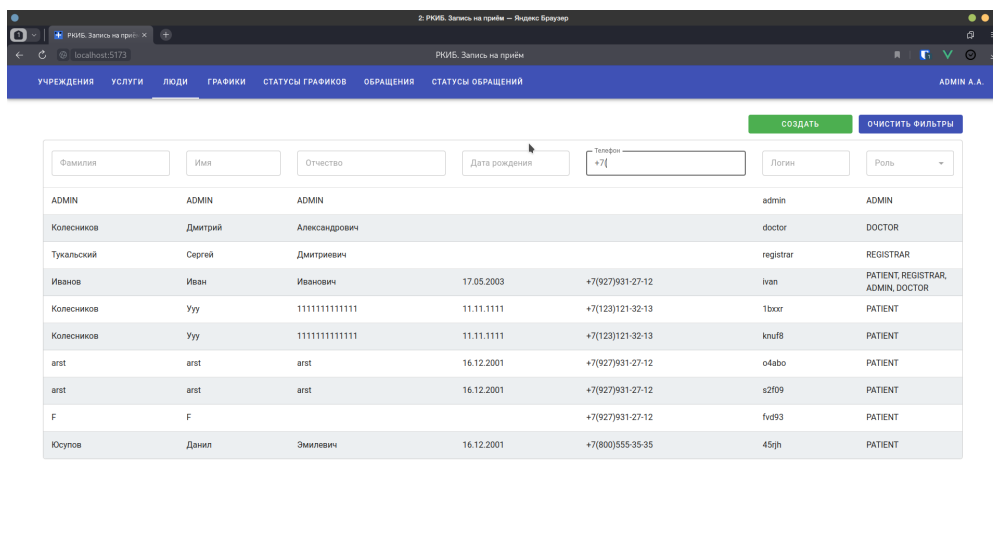 2: РКИБ. Запись на приём — Яндекс Браузер
1 РКИБ. Запись на приём
localhost:5173 РКИБ. Запись на приём
УЧРЕЖДЕНИЯ УСЛУГИ ЛЮДИ ГРАФИКИ СТАТУСЫ ГРАФИКОВ ОБРАЩЕНИЯ СТАТУСЫ ОБРАЩЕНИЙ ADMIN A.A.
СОЗДАТЬ ОЧИСТИТЬ ФИЛЬТРЫ
Телефон
Фамилия Имя Отчество Дата рождения +7( Логин Роль
ADMIN ADMIN ADMIN admin ADMIN
Колесников Дмитрий Александрович doctor DOCTOR
Тукальский Сергей Дмитриевич registrar REGISTRAR
Иванов Иван Иванович 17.05.2003 +7(927)931-27-12 ivan PATIENT, REGISTRAR,
ADMIN, DOCTOR
Колесников Ууу 1111111111111 11.11.1111 +7(123)121-32-13 1bxxr PATIENT
Колесников Ууу 1111111111111 11.11.1111 +7(123)121-32-13 knuf8 PATIENT
arst arst arst 16.12.2001 +7(927)931-27-12 o4abo PATIENT
arst arst arst 16.12.2001 +7(927)931-27-12 s2f09 PATIENT
F F +7(927)931-27-12 fvd93 PATIENT
Юсупов Данил Эмилевич 16.12.2001 +7(800)555-35-35 45rjh PATIENT